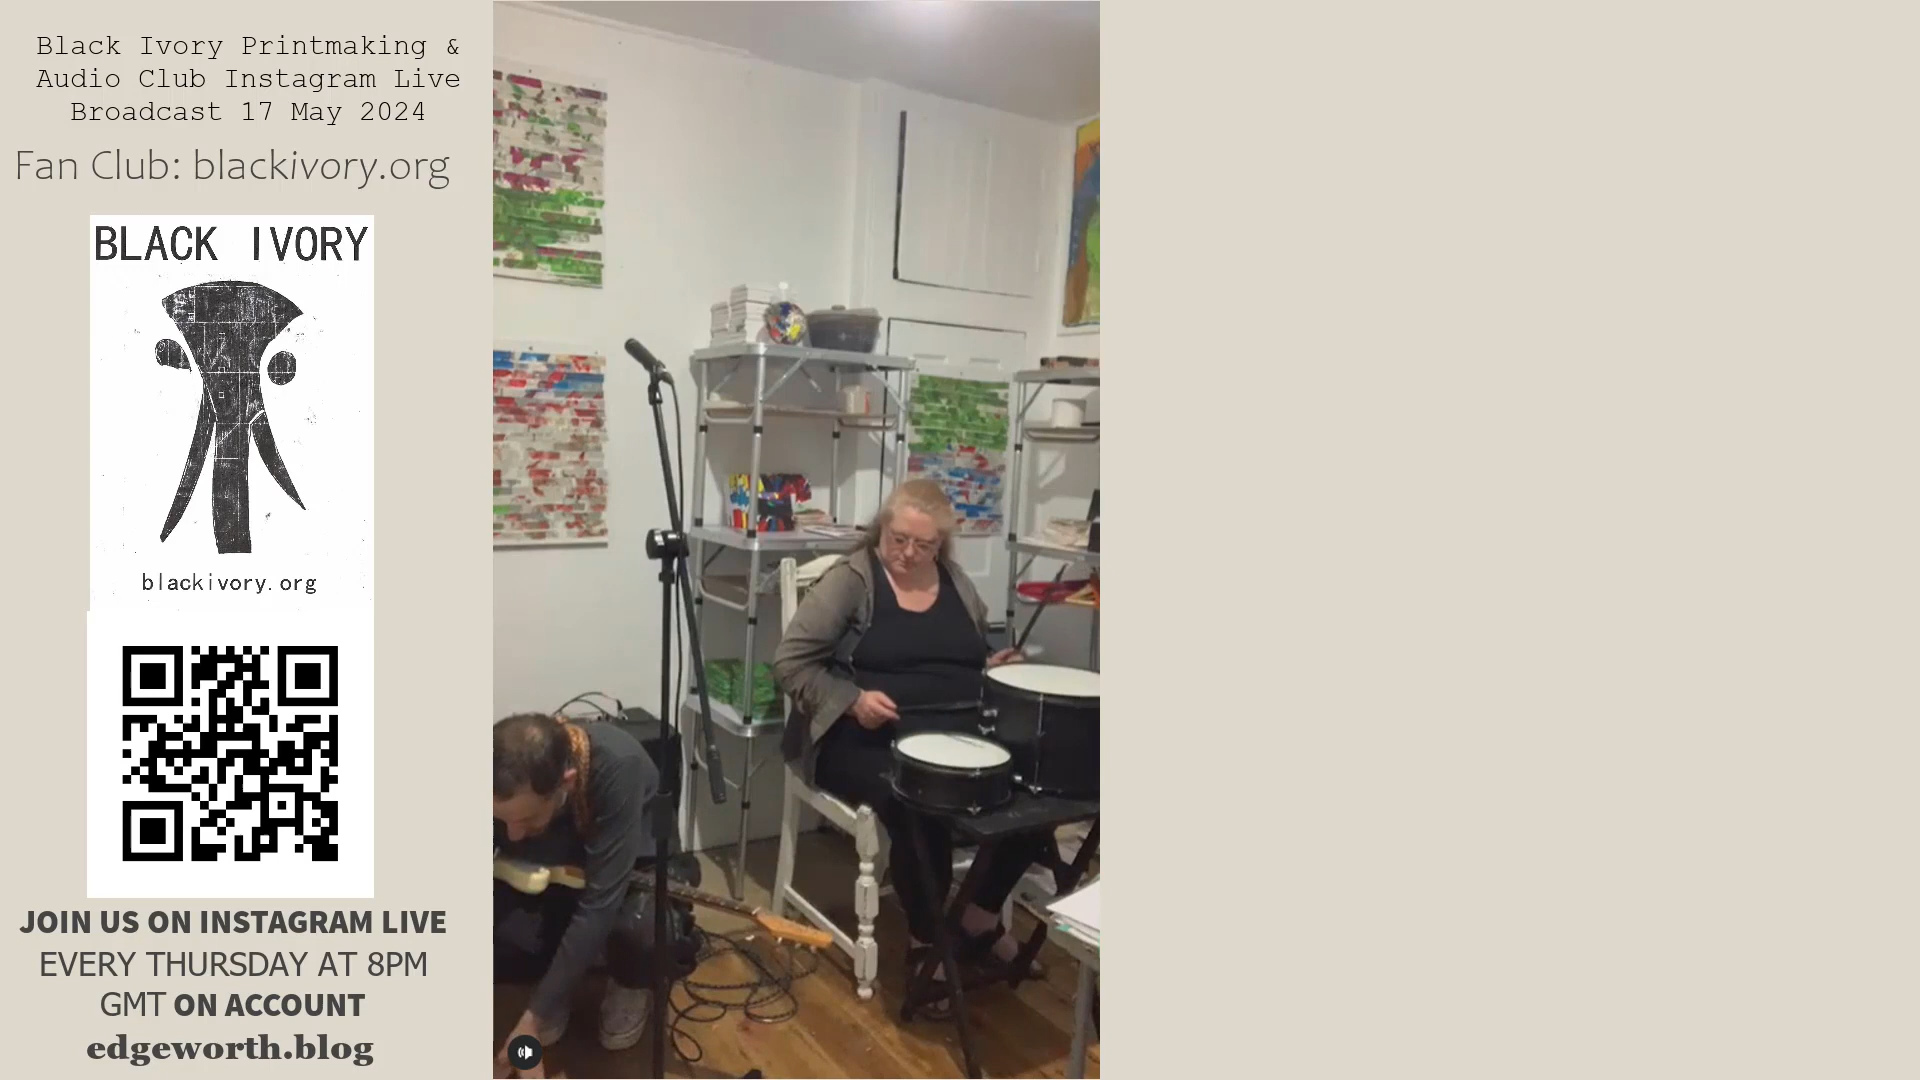 Black Ivory Printmaking &
Audio Club Instagram Live
Broadcast 17 May 2024
Fan Club: blackivory.org
BLACK IVORY
blackivory.org
JOIN US ON INSTAGRAM LIVE
EVERY THURSDAY AT 8PM
GMT ON ACCOUNT
edgeworth.blog